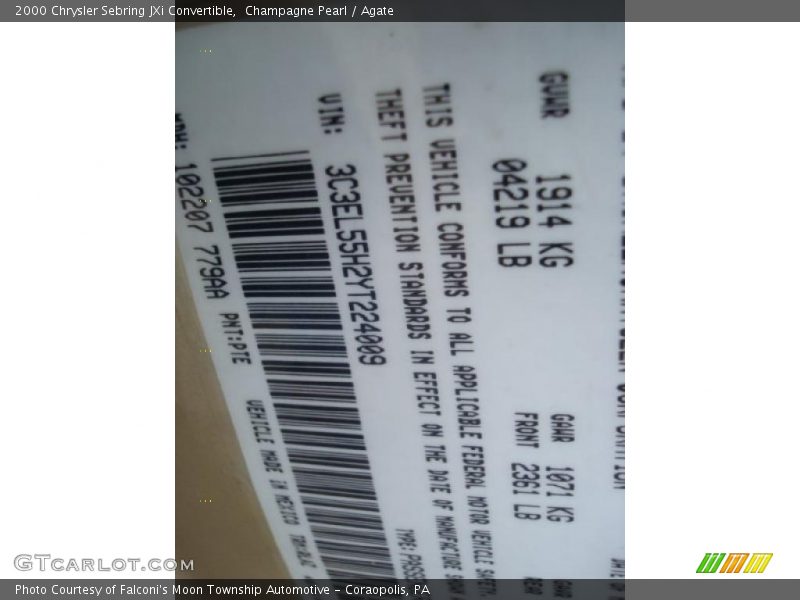 2000 Chrysler Sebring JXi Convertible,  Champagne Pearl / Agate
GVWR 1914 KG
04219 LB
GAWR 1071 KG
FRONT 2361 LB
THIS VEHICLE CONFORMS TO ALL APPLICABLE FEDERAL MOTOR VEHICLE
THEFT PREVENTION STANDARDS IN EFFECT ON THE DATE OF MANUFACTURE
VIN: 3C3EL55H2YT224009
TYPE:
102207 779AA PNT:PTE
VEHICLE MADE IN MEXICO
GTCarLot.com
Photo Courtesy of Falconi's Moon Township Automotive - Coraopolis, PA